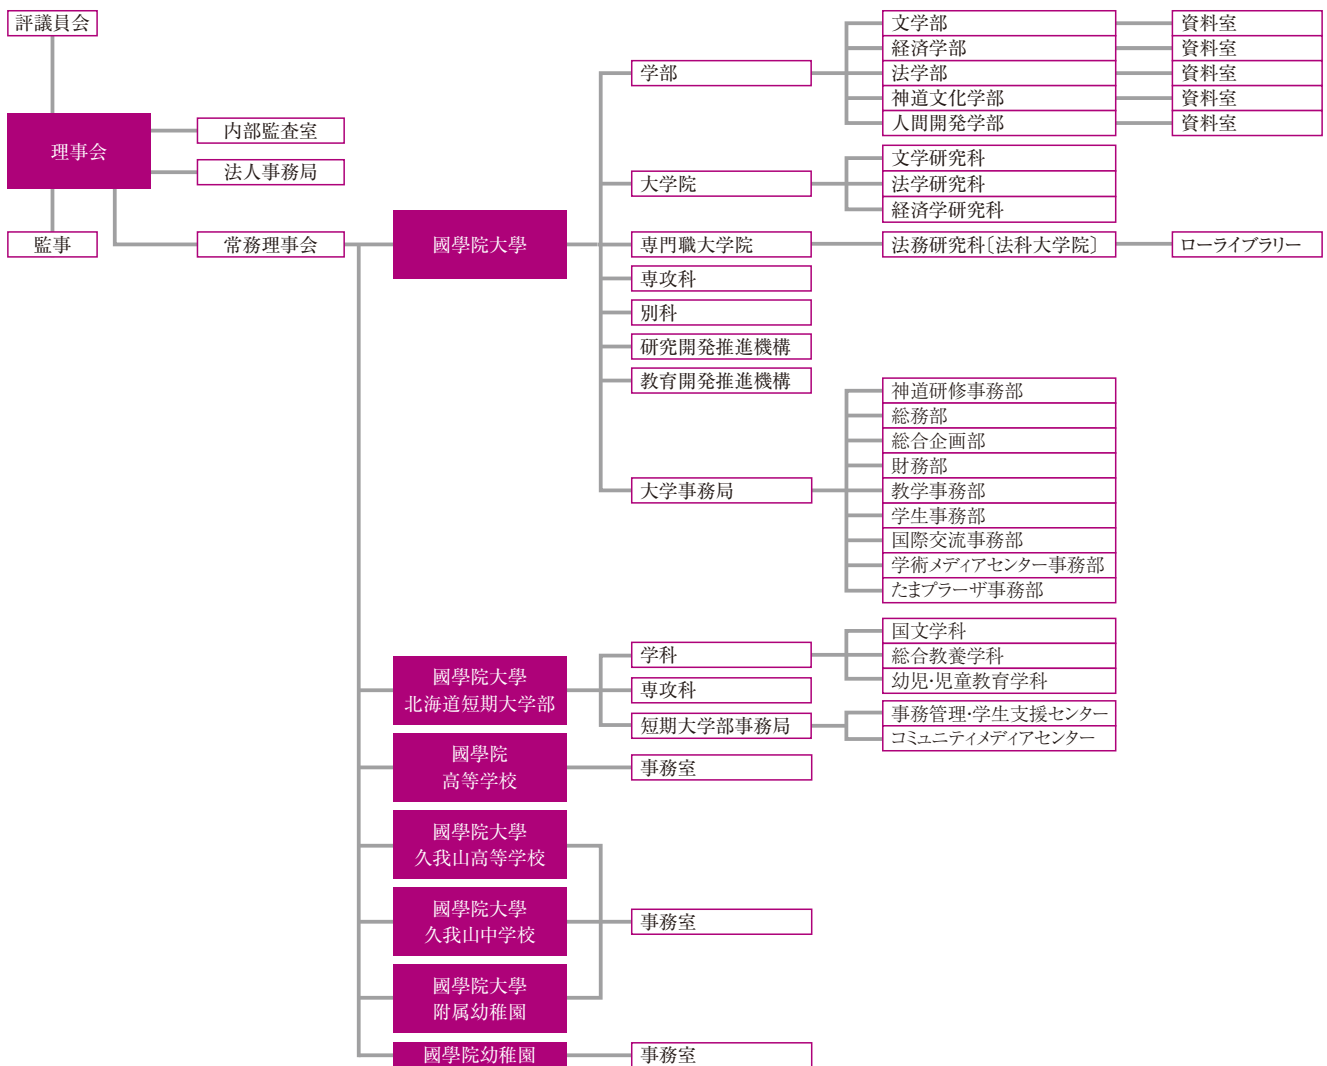 評議員会
理事会
内部監査室
法人事務局
監事
常務理事会
國學院大學
学部
文学部
資料室
経済学部
資料室
法学部
資料室
神道文化学部
資料室
人間開発学部
資料室
大学院
文学研究科
法学研究科
経済学研究科
専門職大学院
法務研究科〔法科大学院〕
ローライブラリー
専攻科
別科
研究開発推進機構
教育開発推進機構
大学事務局
神道研修事務部
総務部
総合企画部
財務部
教学事務部
学生事務部
国際交流事務部
学術メディアセンター事務部
たまプラーザ事務部
國學院大學
北海道短期大学部
学科
国文学科
総合教養学科
幼児・児童教育学科
専攻科
短期大学部事務局
事務管理・学生支援センター
コミュニティメディアセンター
國學院
高等学校
事務室
國學院大學
久我山高等学校
國學院大學
久我山中学校
事務室
國學院大學
附属幼稚園
國學院幼稚園
事務室